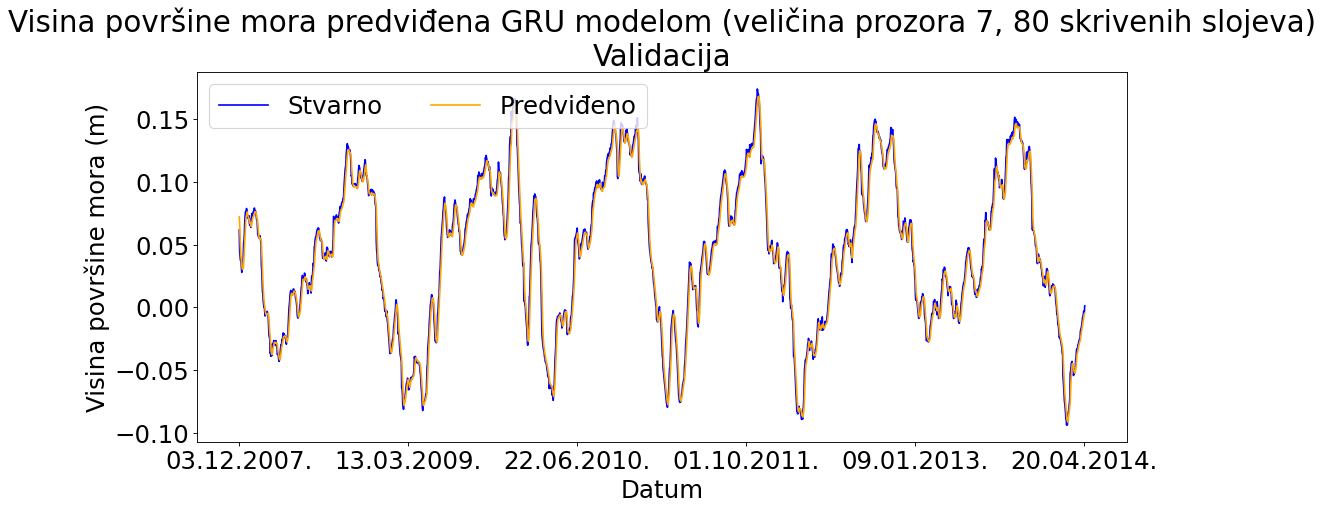 Visina površine mora predviđena GRU modelom (veličina prozora 7, 80 skrivenih slojeva)
Validacija
Stvarno
Predviđeno
Visina površine mora (m)
0.15
0.10
0.05
0.00
−0.05
−0.10
03.12.2007.
13.03.2009.
22.06.2010.
01.10.2011.
09.01.2013.
20.04.2014.
Datum